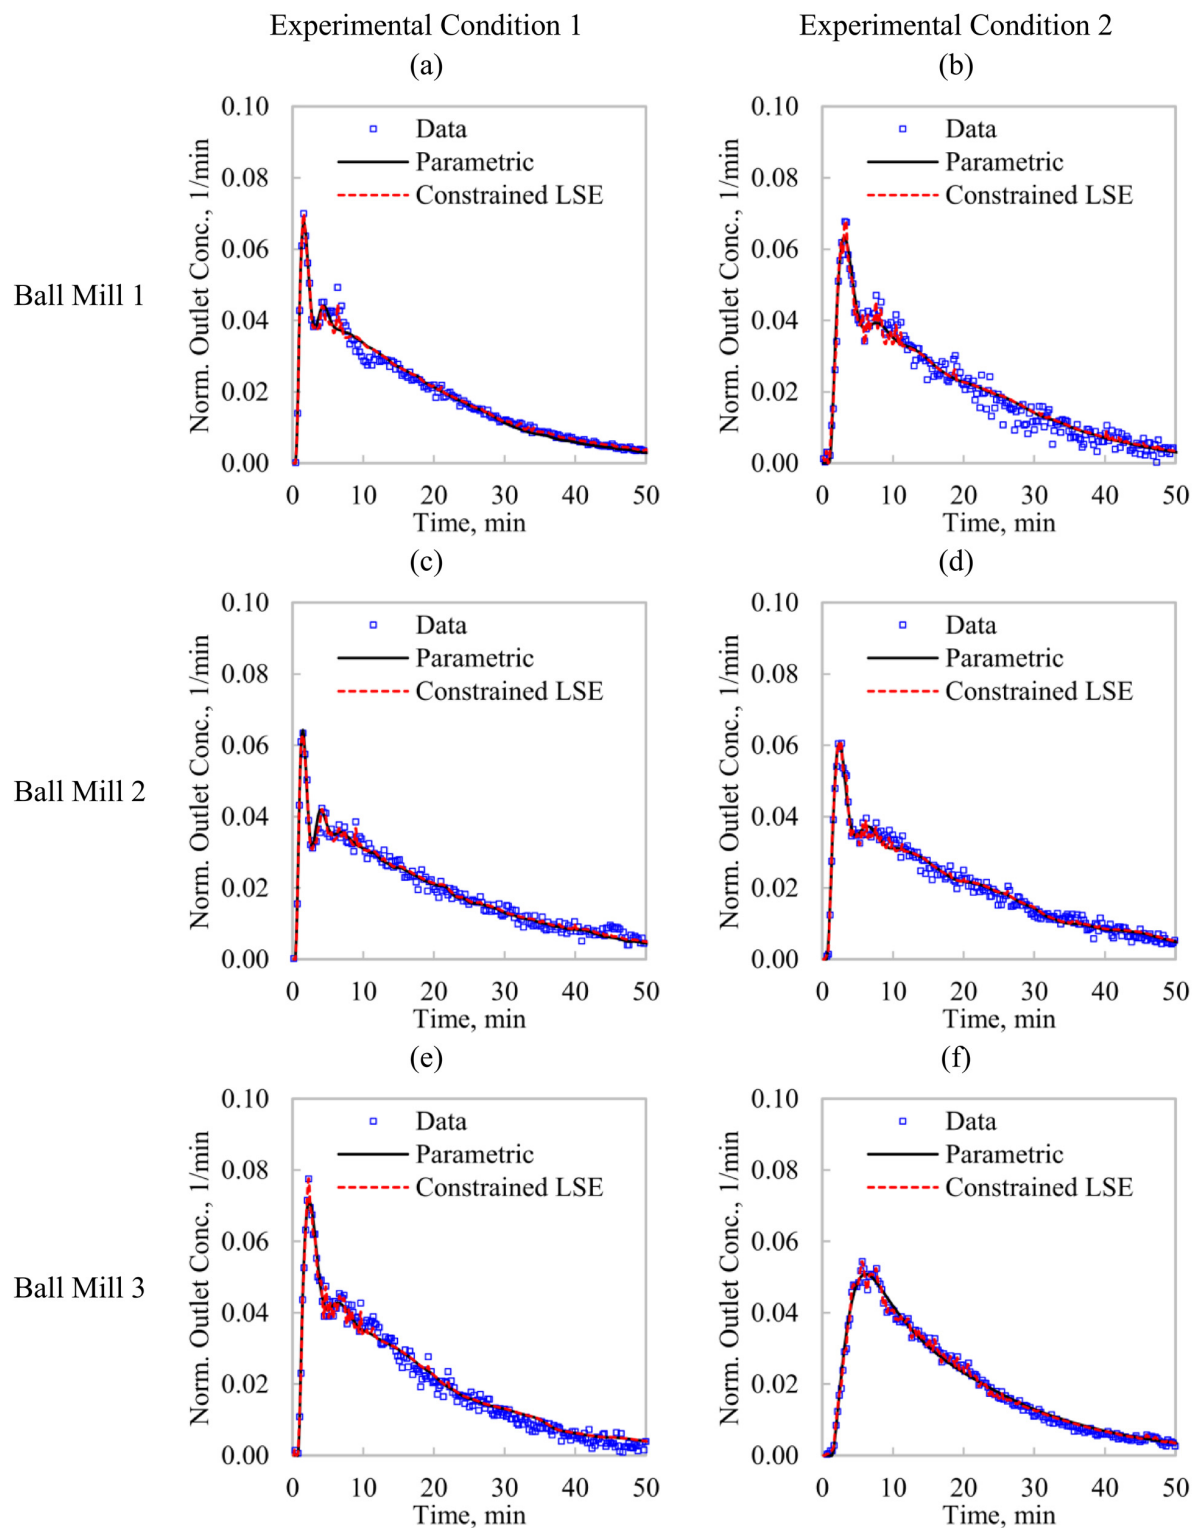 Experimental Condition 1
Experimental Condition 2
(a)
(b)
Ball Mill 1
Norm. Outlet Conc., 1/min
0.10
0.08
0.06
0.04
0.02
0.00
Data
Parametric
Constrained LSE
0 10 20 30 40 50
Time, min
Norm. Outlet Conc., 1/min
0.10
0.08
0.06
0.04
0.02
0.00
Data
Parametric
Constrained LSE
0 10 20 30 40 50
Time, min
(c)
(d)
Ball Mill 2
Norm. Outlet Conc., 1/min
0.10
0.08
0.06
0.04
0.02
0.00
Data
Parametric
Constrained LSE
0 10 20 30 40 50
Time, min
Norm. Outlet Conc., 1/min
0.10
0.08
0.06
0.04
0.02
0.00
Data
Parametric
Constrained LSE
0 10 20 30 40 50
Time, min
(e)
(f)
Ball Mill 3
Norm. Outlet Conc., 1/min
0.10
0.08
0.06
0.04
0.02
0.00
Data
Parametric
Constrained LSE
0 10 20 30 40 50
Time, min
Norm. Outlet Conc., 1/min
0.10
0.08
0.06
0.04
0.02
0.00
Data
Parametric
Constrained LSE
0 10 20 30 40 50
Time, min